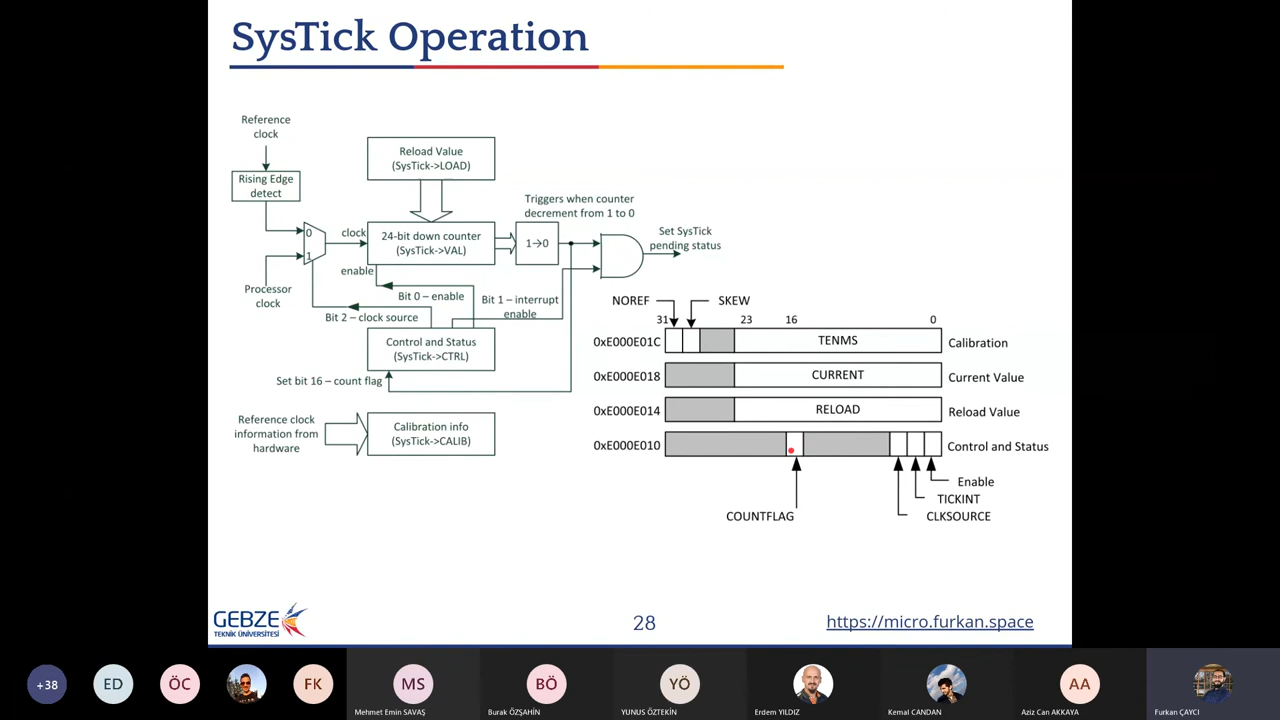 SysTick Operation
Reference
clock
Rising Edge
detect
Reload Value
(SysTick->LOAD)
Triggers when counter
decrement from 1 to 0
0
1
clock
24-bit down counter
(SysTick->VAL)
1→0
Set SysTick
pending status
enable
Processor
clock
Bit 0 – enable
Bit 1 – interrupt
enable
Bit 2 – clock source
Control and Status
(SysTick->CTRL)
Set bit 16 – count flag
Reference clock
information from
hardware
Calibration info
(SysTick->CALIB)
NOREF
SKEW
31
23
16
0
0xE000E01C
TENMS
Calibration
0xE000E018
CURRENT
Current Value
0xE000E014
RELOAD
Reload Value
0xE000E010
Control and Status
Enable
TICKINT
COUNTFLAG
CLKSOURCE
GEBZE
TEKNİK ÜNİVERSİTESİ
28
https://micro.furkan.space
+38
ED
ÖC
FK
MS
BÖ
YÖ
AA
Mehmet Emin SAVAŞ
Burak ÖZŞAHİN
YUNUS ÖZTEKİN
Erdem YILDIZ
Kemal CANDAN
Aziz Can AKKAYA
Furkan ÇAYCI